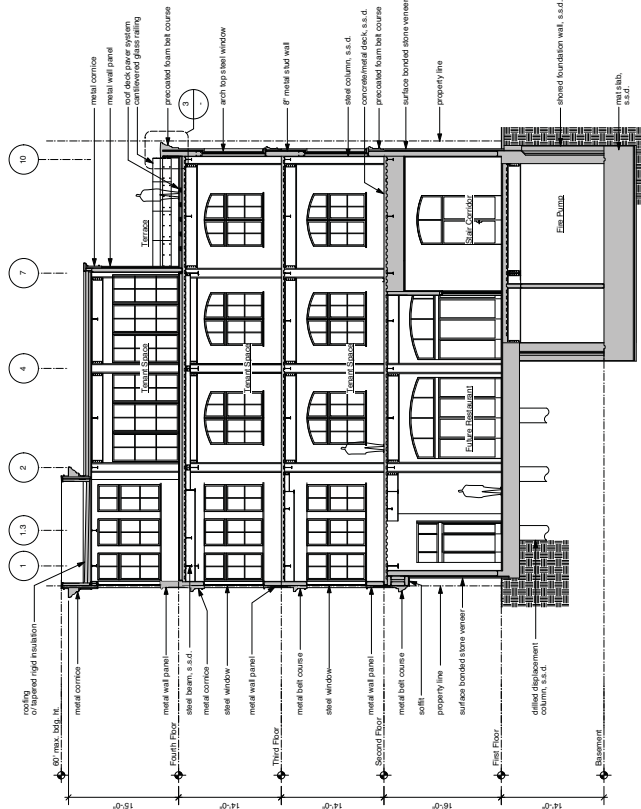 metal cornice
metal wall panel
roof deck paver system
cantilevered glass railing
precoated foam belt course
3
-
arch top steel window
8" metal stud wall
steel column, s.s.d.
concrete/metal deck, s.s.d.
precoated foam belt course
surface bonded stone veneer
property line
shored foundation wall, s.s.d.
mat slab,
s.s.d.
1
1.3
2
4
7
10
Terrace
Tenant Space
Tenant Space
Tenant Space
Stair Corridor
Future Restaurant
Fire Pump
roofing
o/ tapered rigid insulation
metal cornice
metal wall panel
steel beam, s.s.d.
metal cornice
steel window
metal wall panel
metal belt course
steel window
metal wall panel
metal belt course
soffit
property line
surface bonded stone veneer
drilled displacement
column, s.s.d.
60' max. bdg. ht.
Fourth Floor
Third Floor
Second Floor
First Floor
Basement
15'-0"
14'-0"
14'-0"
16'-0"
14'-0"